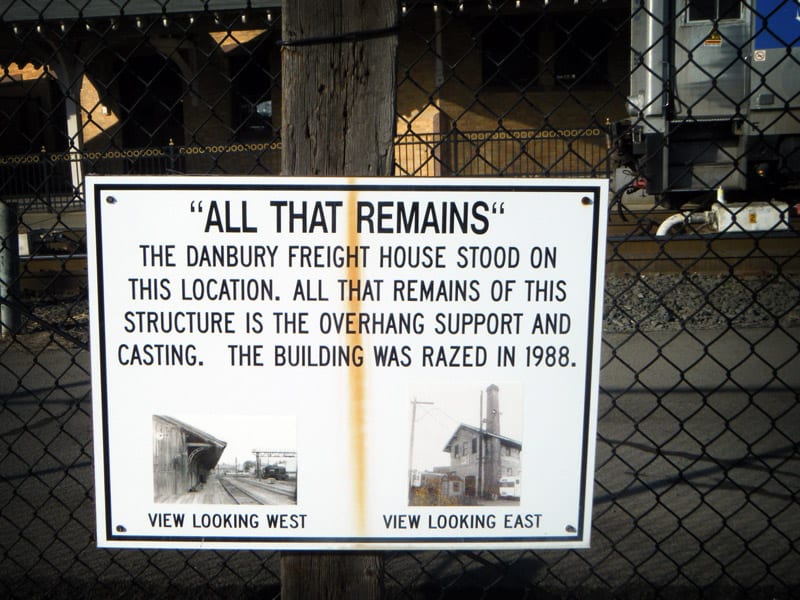 “ALL THAT REMAINS“
THE DANBURY FREIGHT HOUSE STOOD ON
THIS LOCATION. ALL THAT REMAINS OF THIS
STRUCTURE IS THE OVERHANG SUPPORT AND
CASTING. THE BUILDING WAS RAZED IN 1988.
VIEW LOOKING WEST
VIEW LOOKING EAST